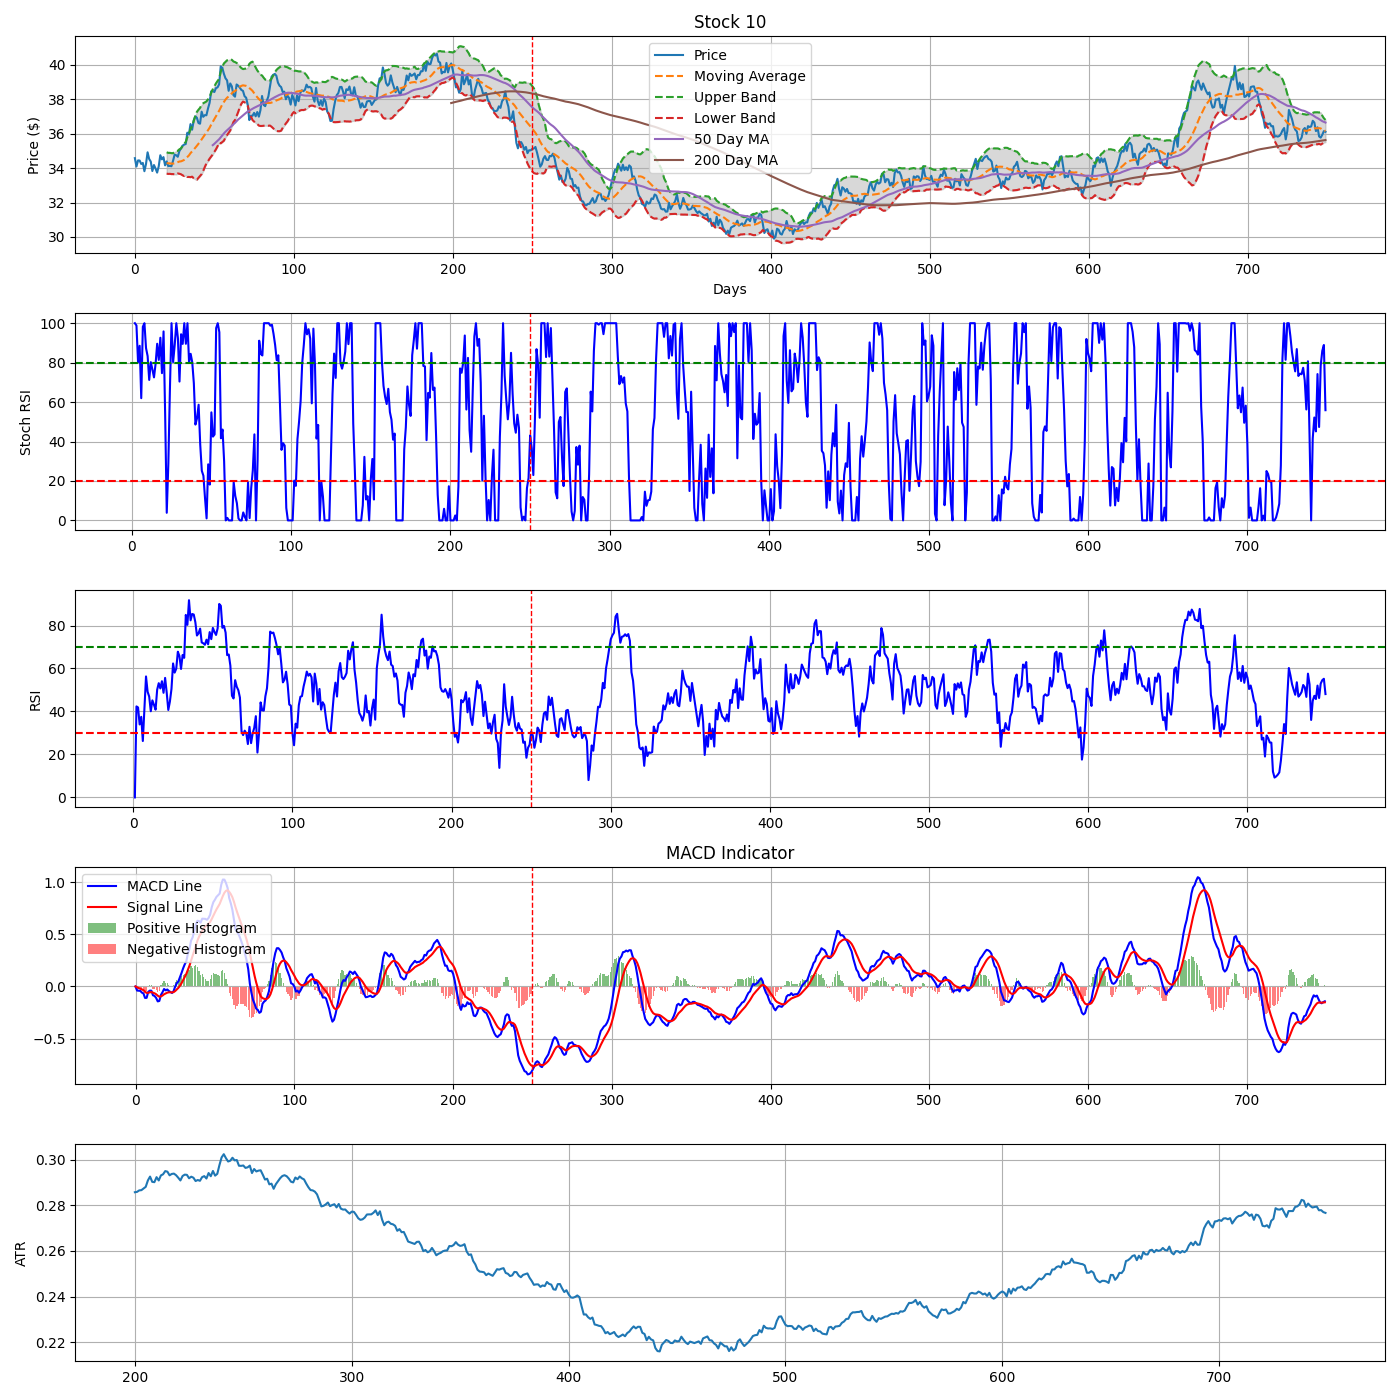 Stock 10
Price ($)
40
38
36
34
32
30
Price
Moving Average
Upper Band
Lower Band
50 Day MA
200 Day MA
0 100 200 300 400 500 600 700
Days
Stoch RSI
100
80
60
40
20
0
0 100 200 300 400 500 600 700
RSI
80
60
40
20
0
0 100 200 300 400 500 600 700
MACD Indicator
1.0
0.5
0.0
−0.5
MACD Line
Signal Line
Positive Histogram
Negative Histogram
0 100 200 300 400 500 600 700
ATR
0.30
0.28
0.26
0.24
0.22
200 300 400 500 600 700